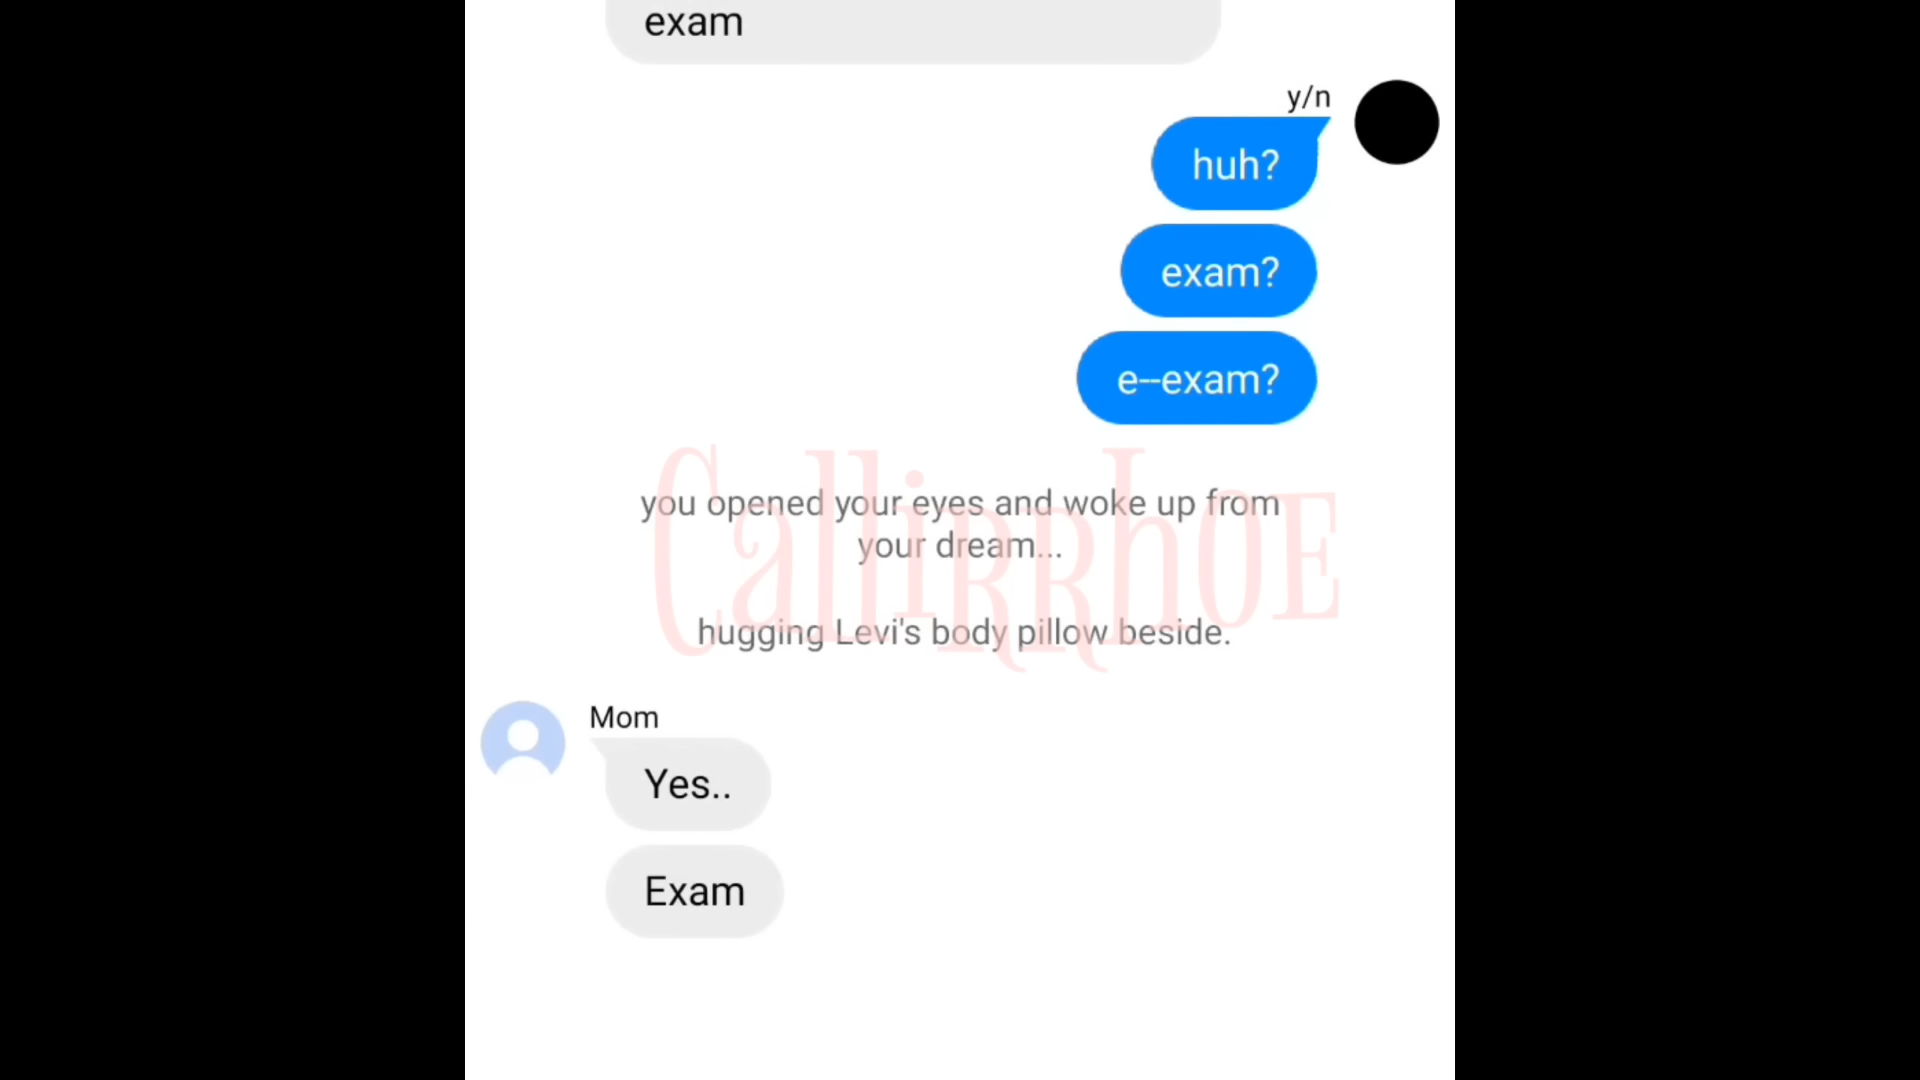 exam
y/n
huh?
exam?
e--exam?
CalliRRhOE
you opened your eyes and woke up from
your dream...
hugging Levi's body pillow beside.
Mom
Yes..
Exam